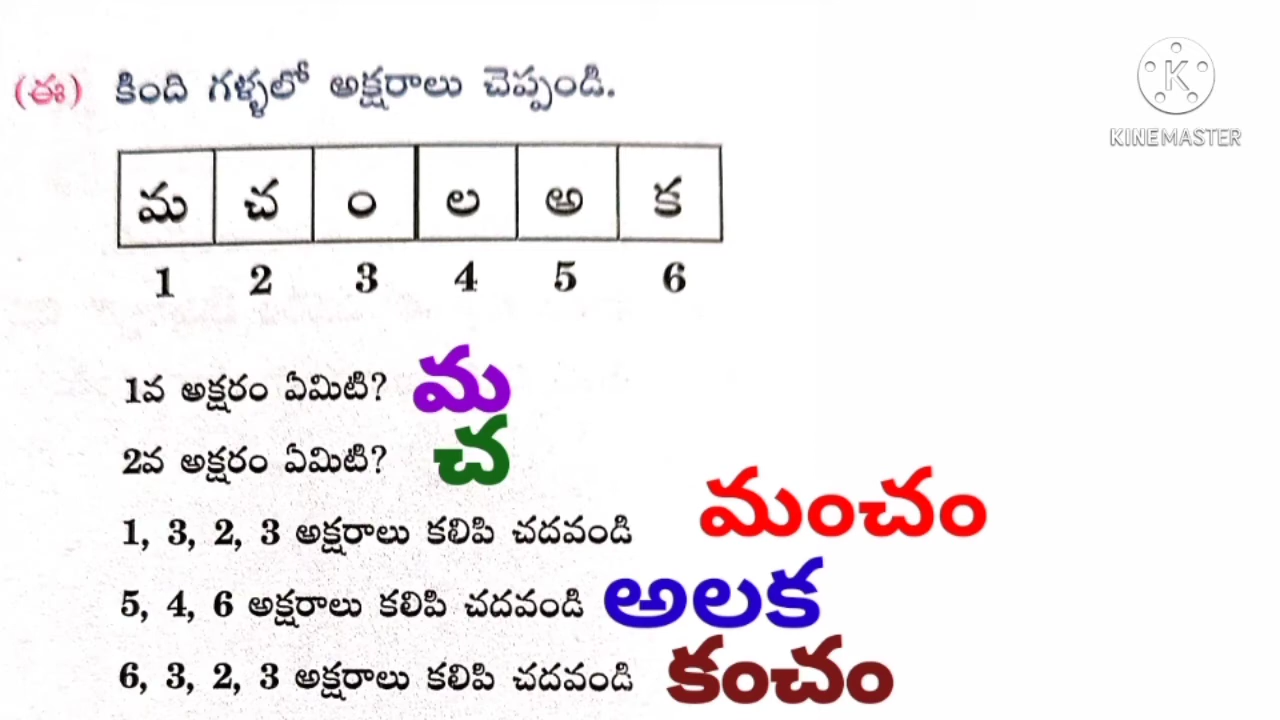 (ఈ) కింది గళ్ళలో అక్షరాలు చెప్పండి.
KINEMASTER
మ చ ం ల అ క
1 2 3 4 5 6
1వ అక్షరం ఏమిటి? మ
2వ అక్షరం ఏమిటి? చ
1, 3, 2, 3 అక్షరాలు కలిపి చదవండి మంచం
5, 4, 6 అక్షరాలు కలిపి చదవండి అలక
6, 3, 2, 3 అక్షరాలు కలిపి చదవండి కంచం